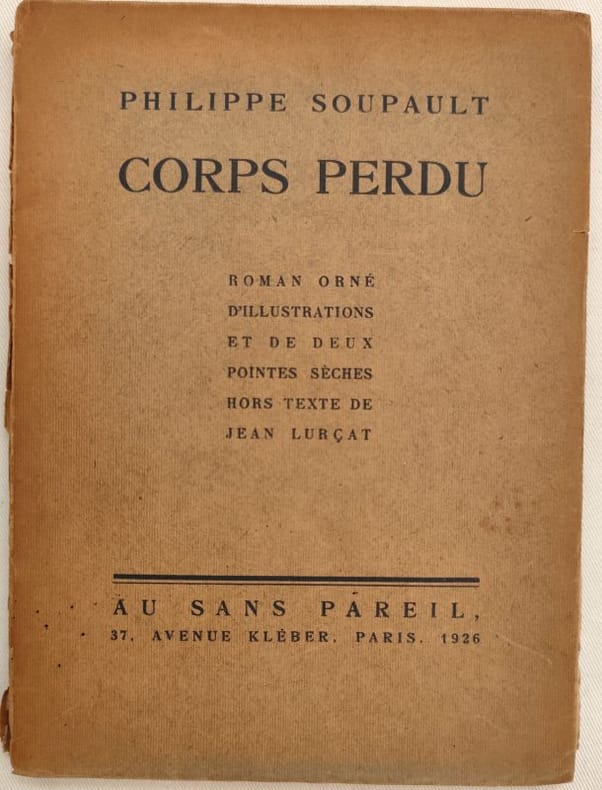 PHILIPPE SOUPAULT
CORPS PERDU
ROMAN ORNÉ
D'ILLUSTRATIONS
ET DE DEUX
POINTES SÈCHES
HORS TEXTE DE
JEAN LURÇAT
AU SANS PAREIL,
37, AVENUE KLÉBER, PARIS. 1926